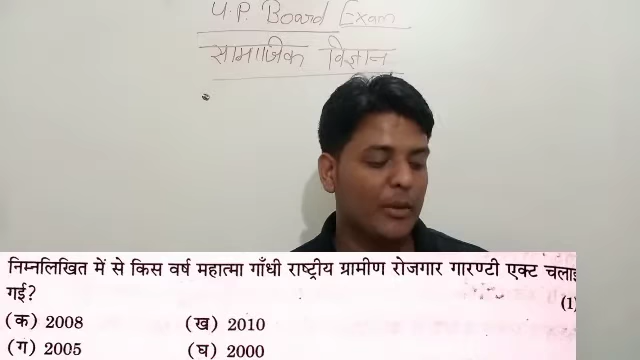 U.P. Board Exam
सामाजिक विज्ञान
निम्नलिखित में से किस वर्ष महात्मा गाँधी राष्ट्रीय ग्रामीण रोजगार गारण्टी एक्ट चलाई
गई? (1)
(क) 2008 (ख) 2010
(ग) 2005 (घ) 2000